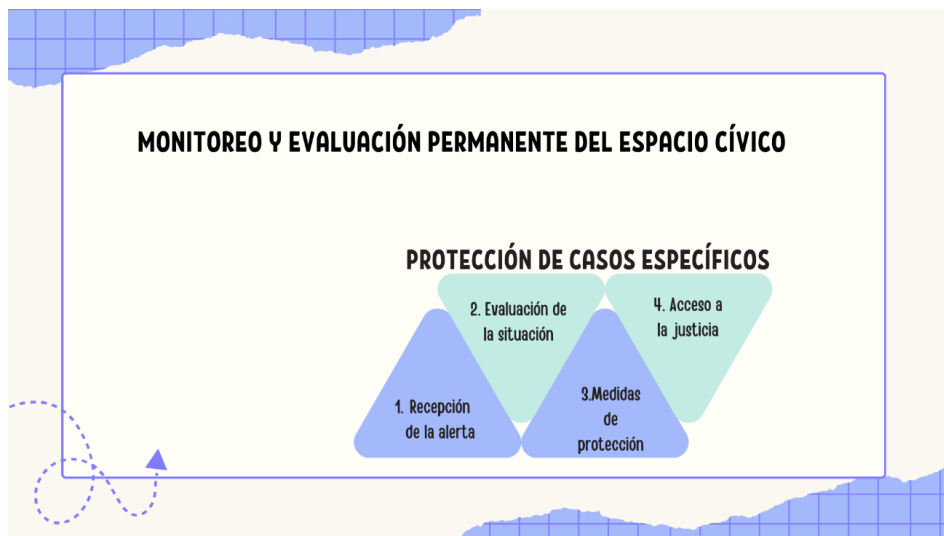 MONITOREO Y EVALUACIÓN PERMANENTE DEL ESPACIO CÍVICO
PROTECCIÓN DE CASOS ESPECÍFICOS
1. Recepción
de la alerta
2. Evaluación de
la situación
3.Medidas
de
protección
4. Acceso a
la justicia